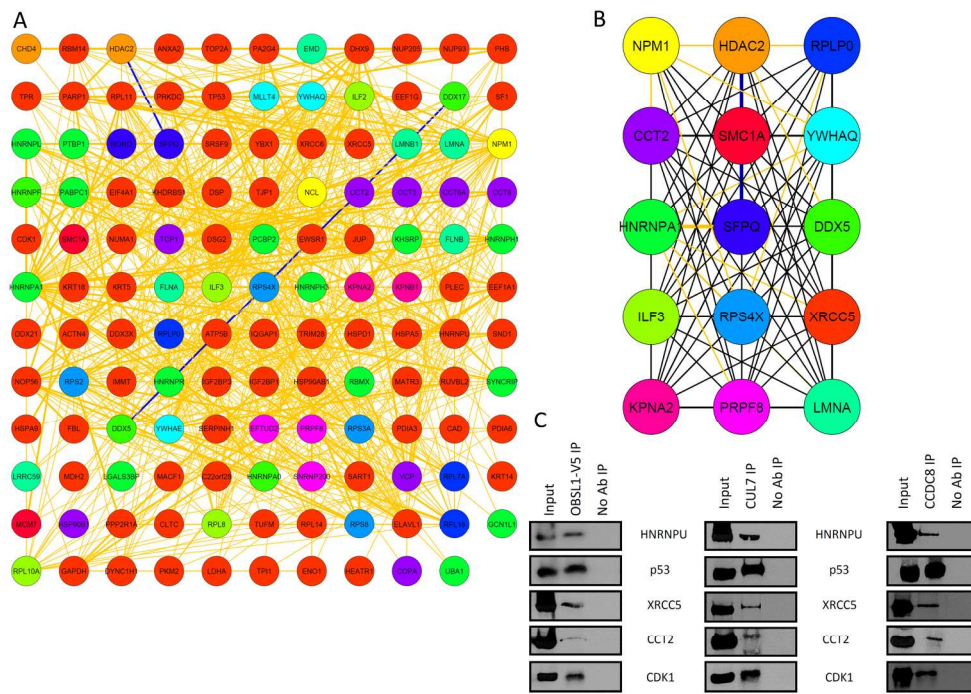 A
CHD4 RBM14 HDAC2 ANXA2 TOP2A PA2G4 EMD DHX9 NUP205 NUP93 PHB
TPR PARP1 RPL11 PRKDC TP53 MLLT4 YWHAQ ILF2 EEF1G DDX17 SF1
HNRNPL PTBP1 NONO SFPQ SRSF9 YBX1 XRCC6 XRCC5 LMNB1 LMNA NPM1
HNRNPF PABPC1 EIF4A1 KHDRBS1 DSP TJP1 NCL CCT2 CCT3 CCT6A CCT8
CDK1 SMC1A NUMA1 TCP1 DSG2 PCBP2 EWSR1 JUP KHSRP FLNB HNRNPH1
HNRNPA1 KRT18 KRT5 FLNA ILF3 RPS4X HNRNPH3 KPNA2 KPNB1 PLEC EEF1A1
DDX21 ACTN4 DDX3X RPLP0 ATP5B IQGAP1 TRIM28 HSPD1 HSPA5 HNRNPU SND1
NOP56 RPS2 IMMT HNRNPR IGF2BP3 IGF2BP1 HSP90AB1 RBMX MATR3 RUVBL2 SYNCRIP
HSPA9 FBL DDX5 YWHAE SERPINH1 EFTUD2 PRPF8 RPS3A PDIA3 CAD PDIA6
LRRC59 MDH2 LGALS3BP MACF1 C22orf28 HNRNPA0 SNRNP200 SART1 VCP RPL7A KRT14
MCM7 HSP90B1 PPP2R1A CLTC RPL8 TUFM RPL14 RPS8 ELAVL1 RPL18 GCN1L1
RPL10A GAPDH DYNC1H1 PKM2 LDHA TPI1 ENO1 HEATR1 COPA UBA1
B
NPM1 HDAC2 RPLP0
CCT2 SMC1A YWHAQ
HNRNPA1 SFPQ DDX5
ILF3 RPS4X XRCC5
KPNA2 PRPF8 LMNA
C
Input OBSL1-V5 IP No Ab IP Input CUL7 IP No Ab IP Input CCDC8 IP No Ab IP
HNRNPU HNRNPU
p53 p53
XRCC5 XRCC5
CCT2 CCT2
CDK1 CDK1